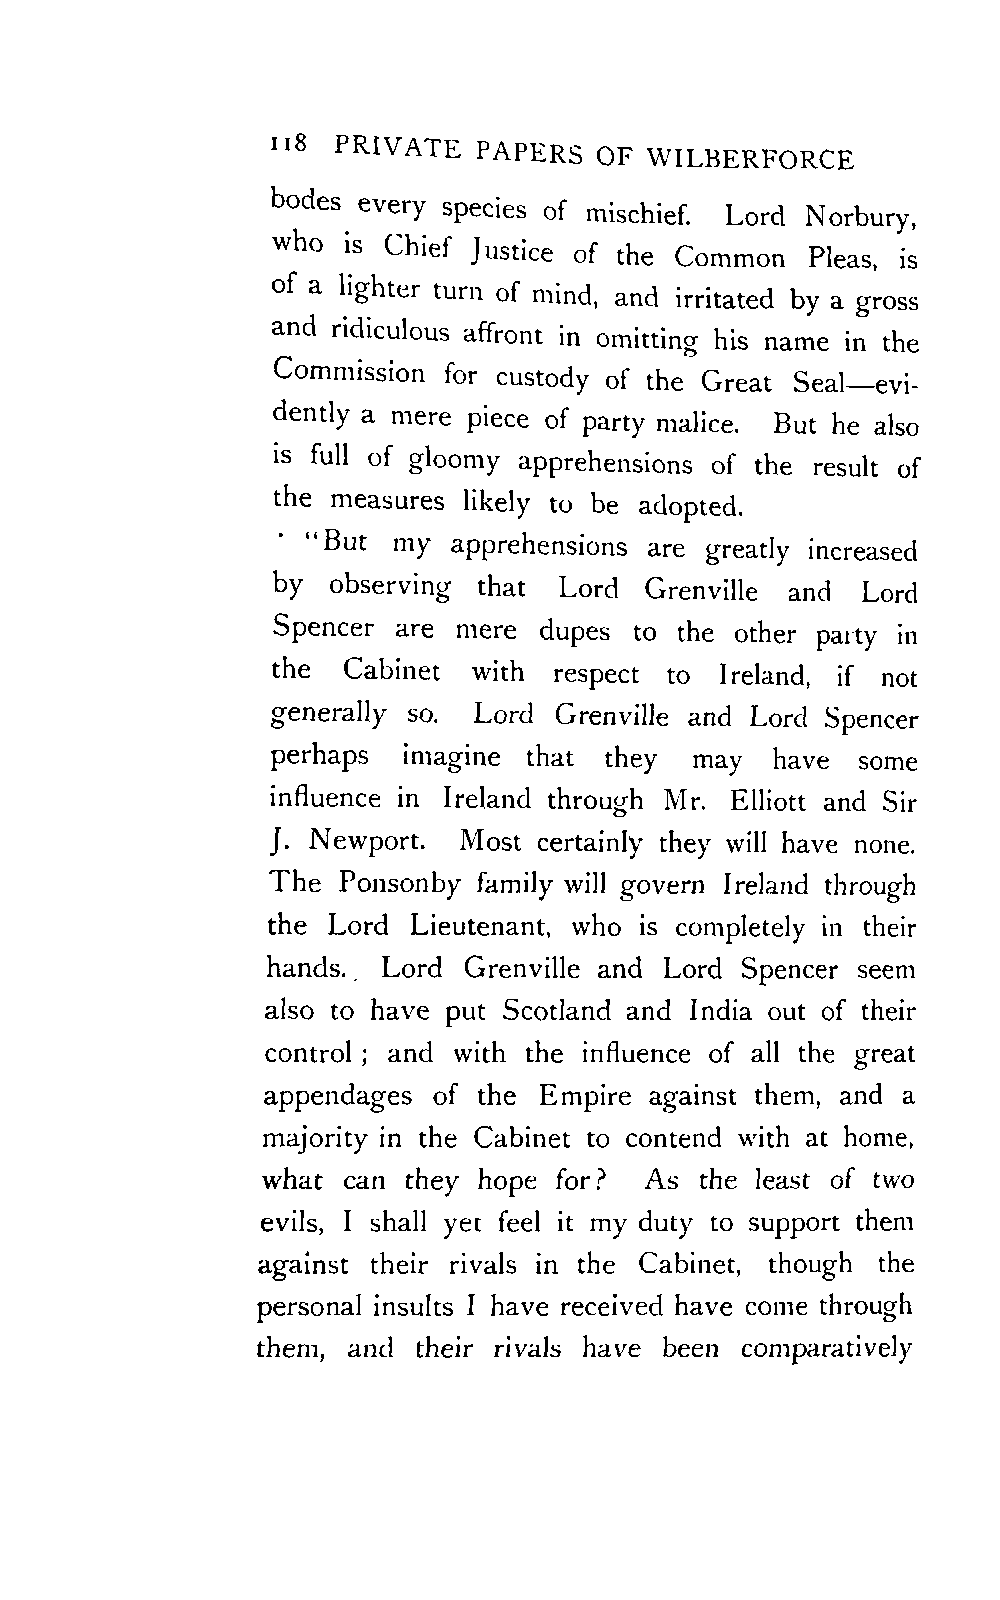 118 PRIVATE PAPERS OF WILBERFORCE
bodes every species of mischief. Lord Norbury,
who is Chief Justice of the Common Pleas, is
of a lighter turn of mind, and irritated by a gross
and ridiculous affront in omitting his name in the
Commission for custody of the Great Seal—evi-
dently a mere piece of party malice. But he also
is full of gloomy apprehensions of the result of
the measures likely to be adopted.
"But my apprehensions are greatly increased
by observing that Lord Grenville and Lord
Spencer are mere dupes to the other party in
the Cabinet with respect to Ireland, if not
generally so. Lord Grenville and Lord Spencer
perhaps imagine that they may have some
influence in Ireland through Mr. Elliott and Sir
J. Newport. Most certainly they will have none.
The Ponsonby family will govern Ireland through
the Lord Lieutenant, who is completely in their
hands. Lord Grenville and Lord Spencer seem
also to have put Scotland and India out of their
control ; and with the influence of all the great
appendages of the Empire against them, and a
majority in the Cabinet to contend with at home,
what can they hope for? As the least of two
evils, I shall yet feel it my duty to support them
against their rivals in the Cabinet, though the
personal insults I have received have come through
them, and their rivals have been comparatively